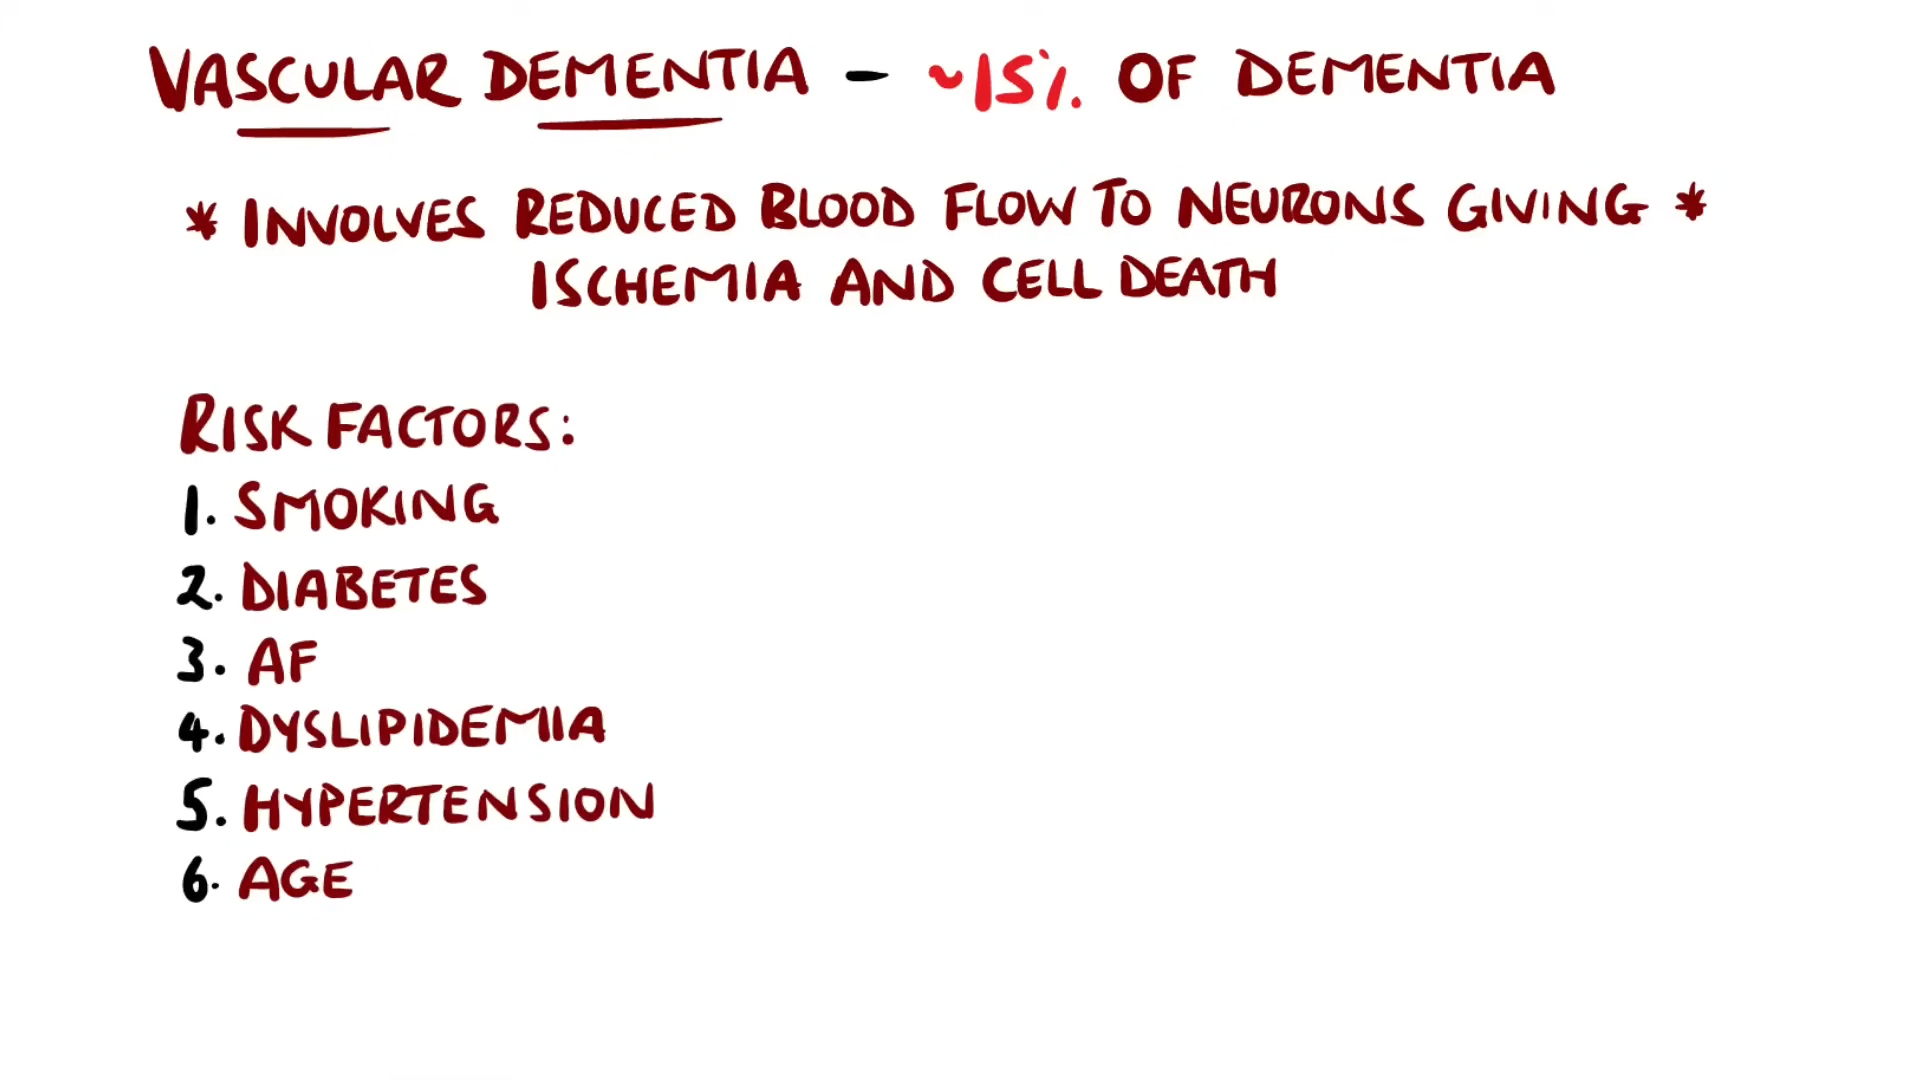 VASCULAR DEMENTIA - ~15% OF DEMENTIA
* INVOLVES REDUCED BLOOD FLOW TO NEURONS GIVING *
ISCHEMIA AND CELL DEATH
RISK FACTORS:
1. SMOKING
2. DIABETES
3. AF
4. DYSLIPIDEMIA
5. HYPERTENSION
6. AGE